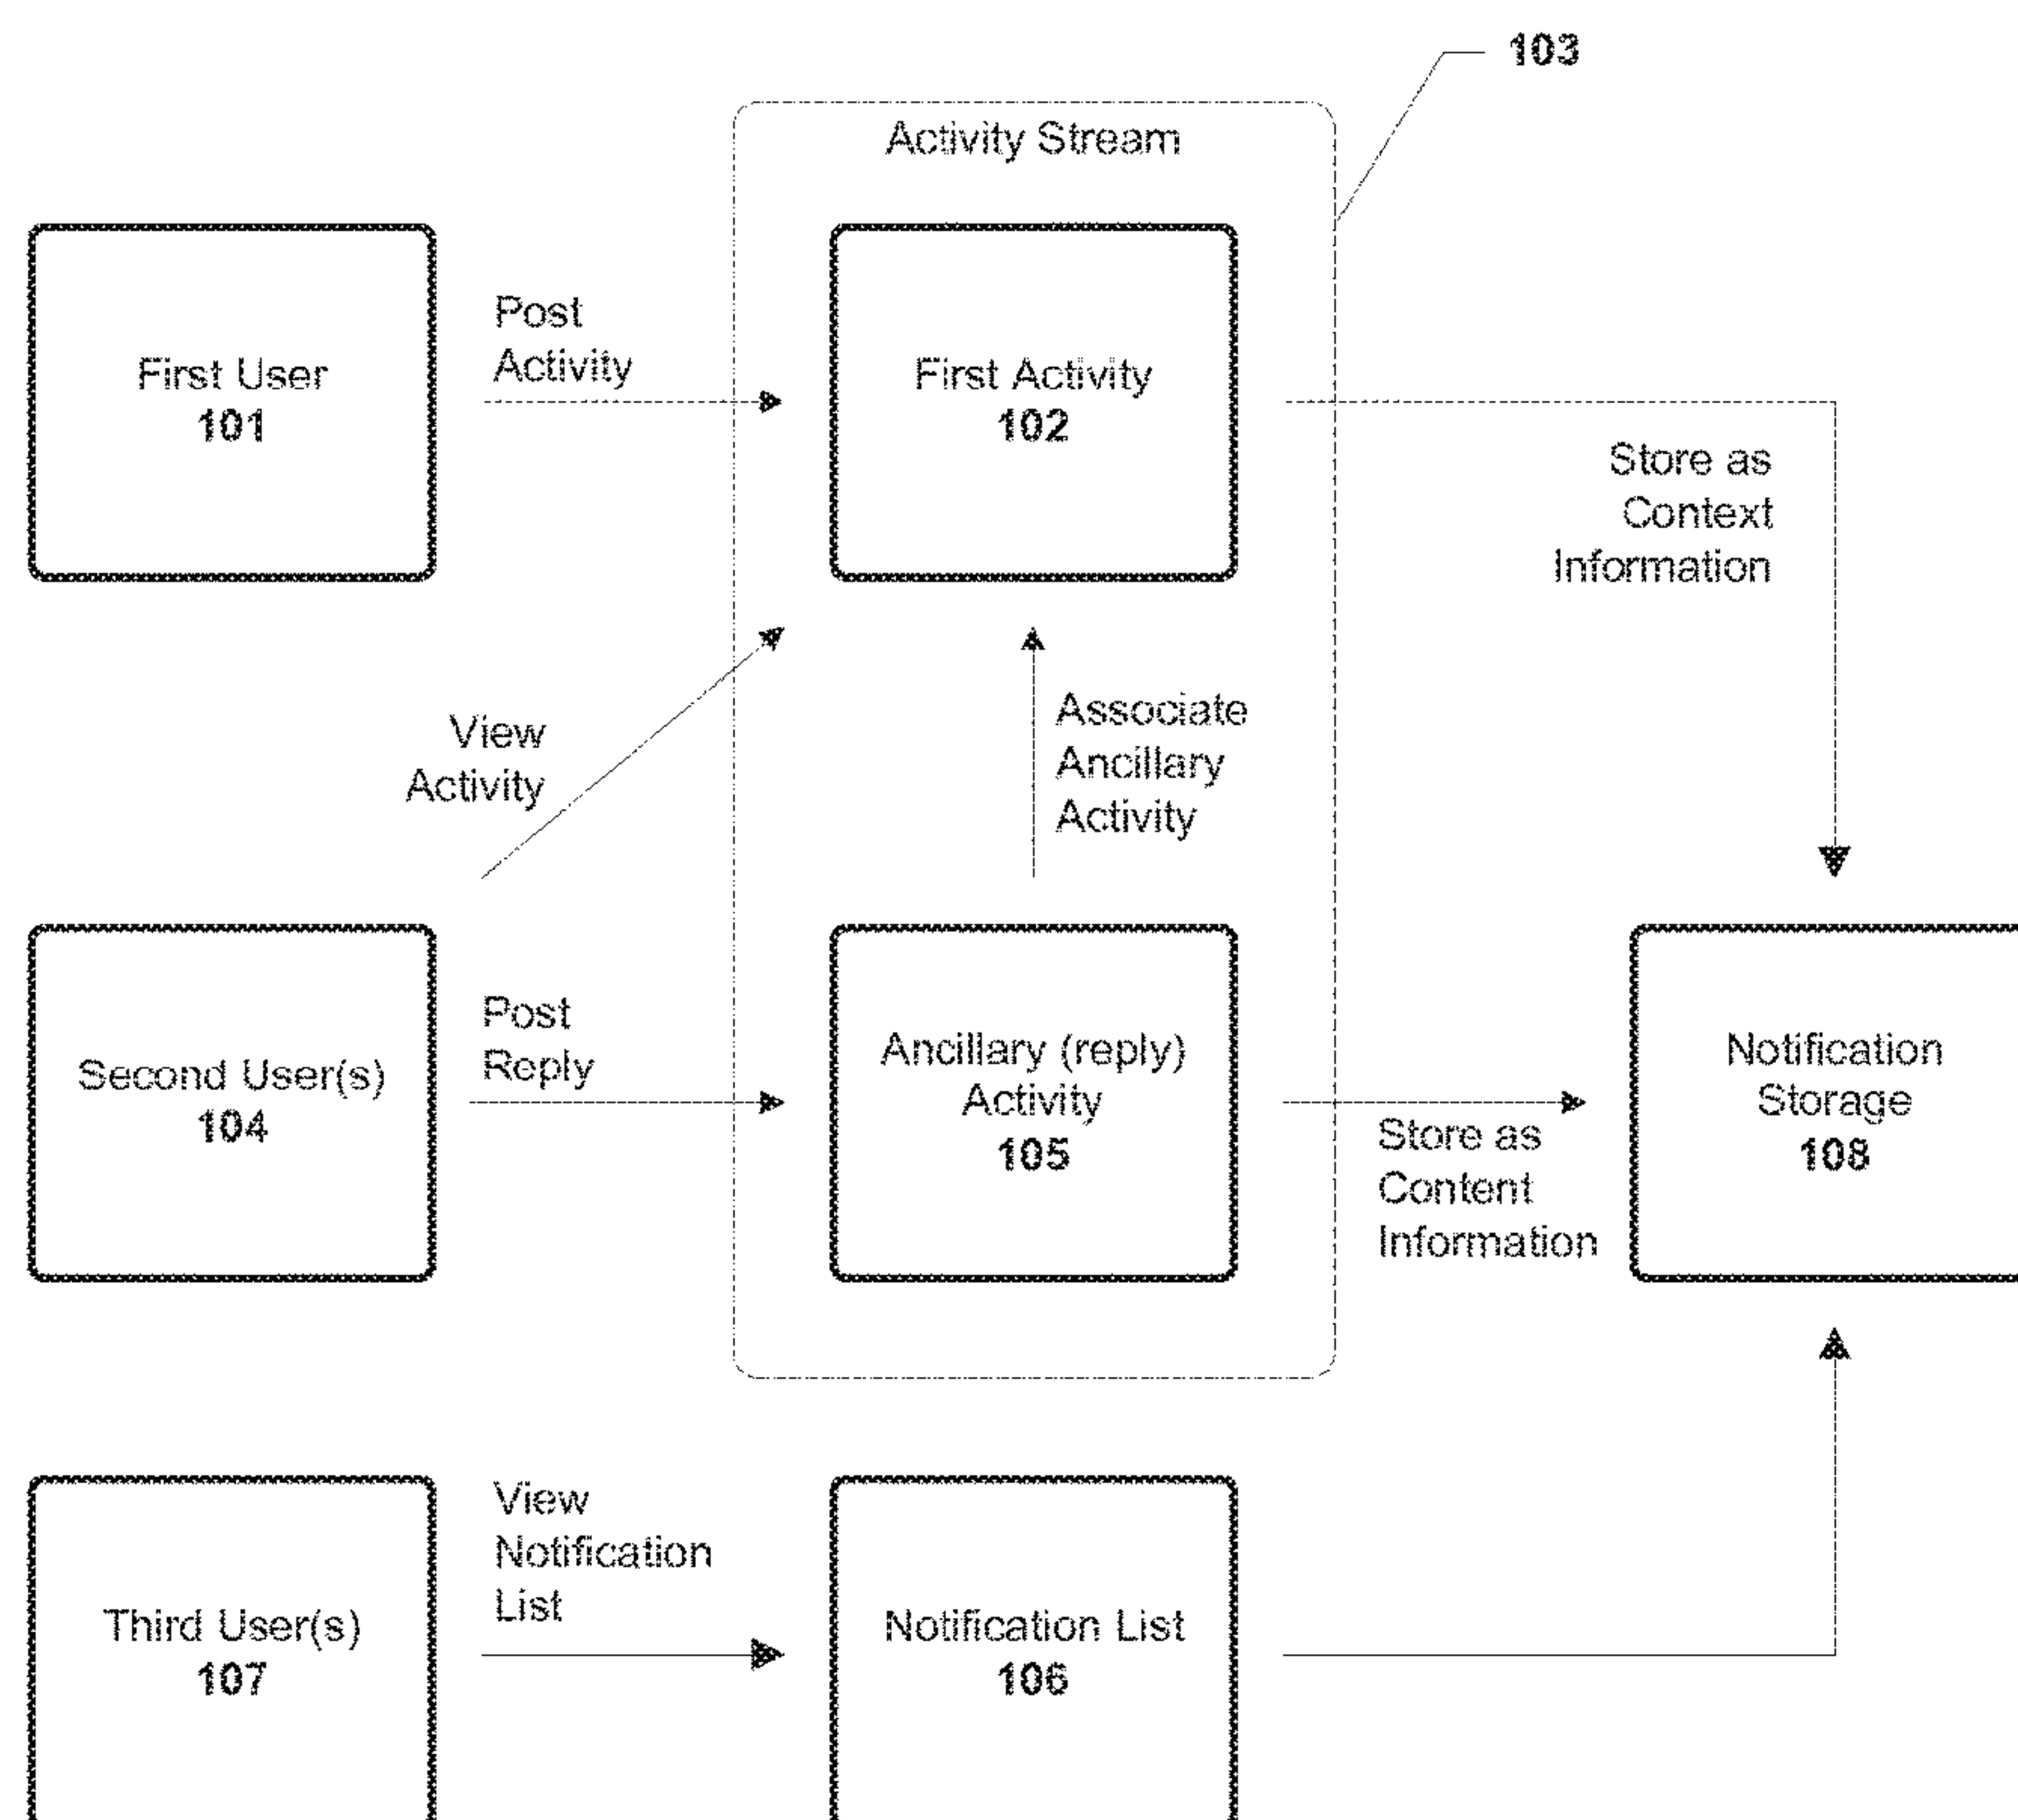 103
Activity Stream
First User
101
Post
Activity
First Activity
102
Store as
Context
Information
View
Activity
Associate
Ancillary
Activity
Second User(s)
104
Post
Reply
Ancillary (reply)
Activity
105
Store as
Content
Information
Notification
Storage
108
Third User(s)
107
View
Notification
List
Notification List
106